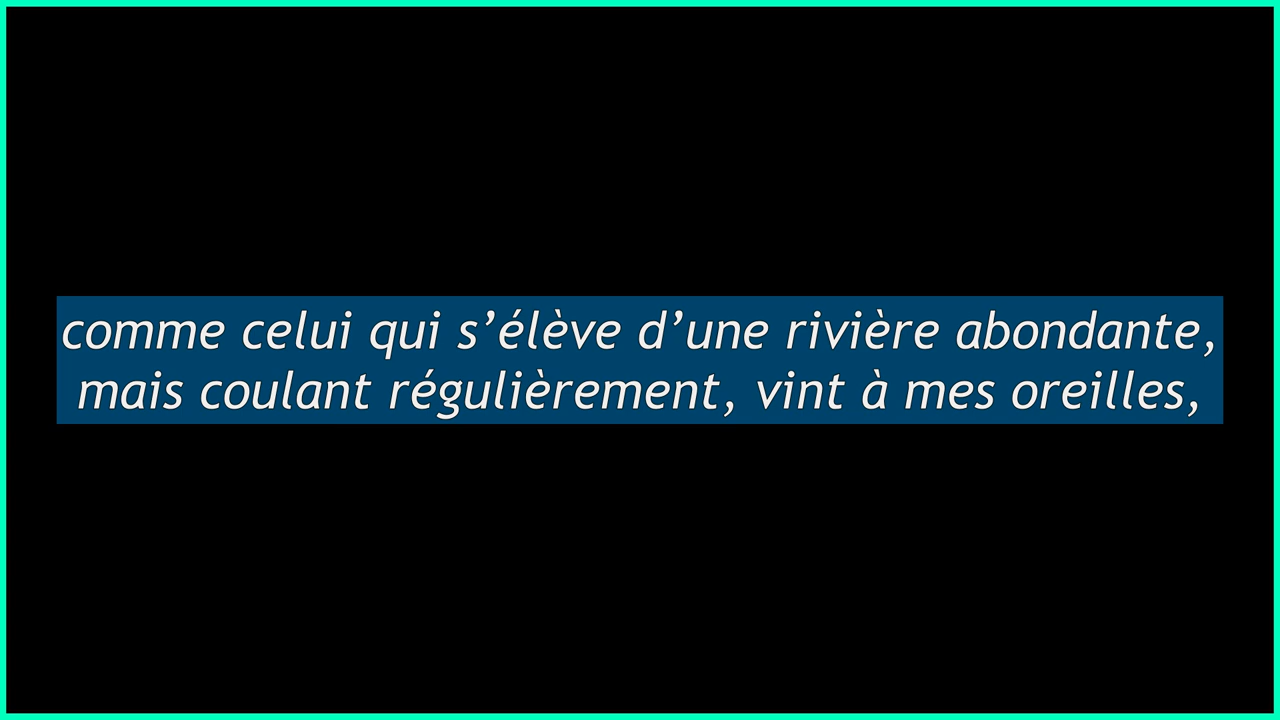 comme celui qui s’élève d’une rivière abondante,
mais coulant régulièrement, vint à mes oreilles,